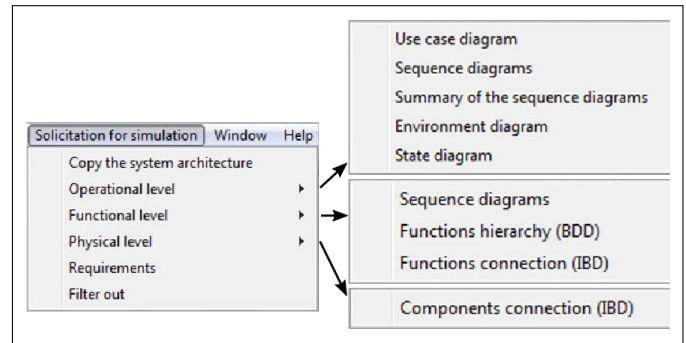 Solicitation for simulation Window Help
Copy the system architecture
Operational level
Functional level
Physical level
Requirements
Filter out
Use case diagram
Sequence diagrams
Summary of the sequence diagrams
Environment diagram
State diagram
Sequence diagrams
Functions hierarchy (BDD)
Functions connection (IBD)
Components connection (IBD)